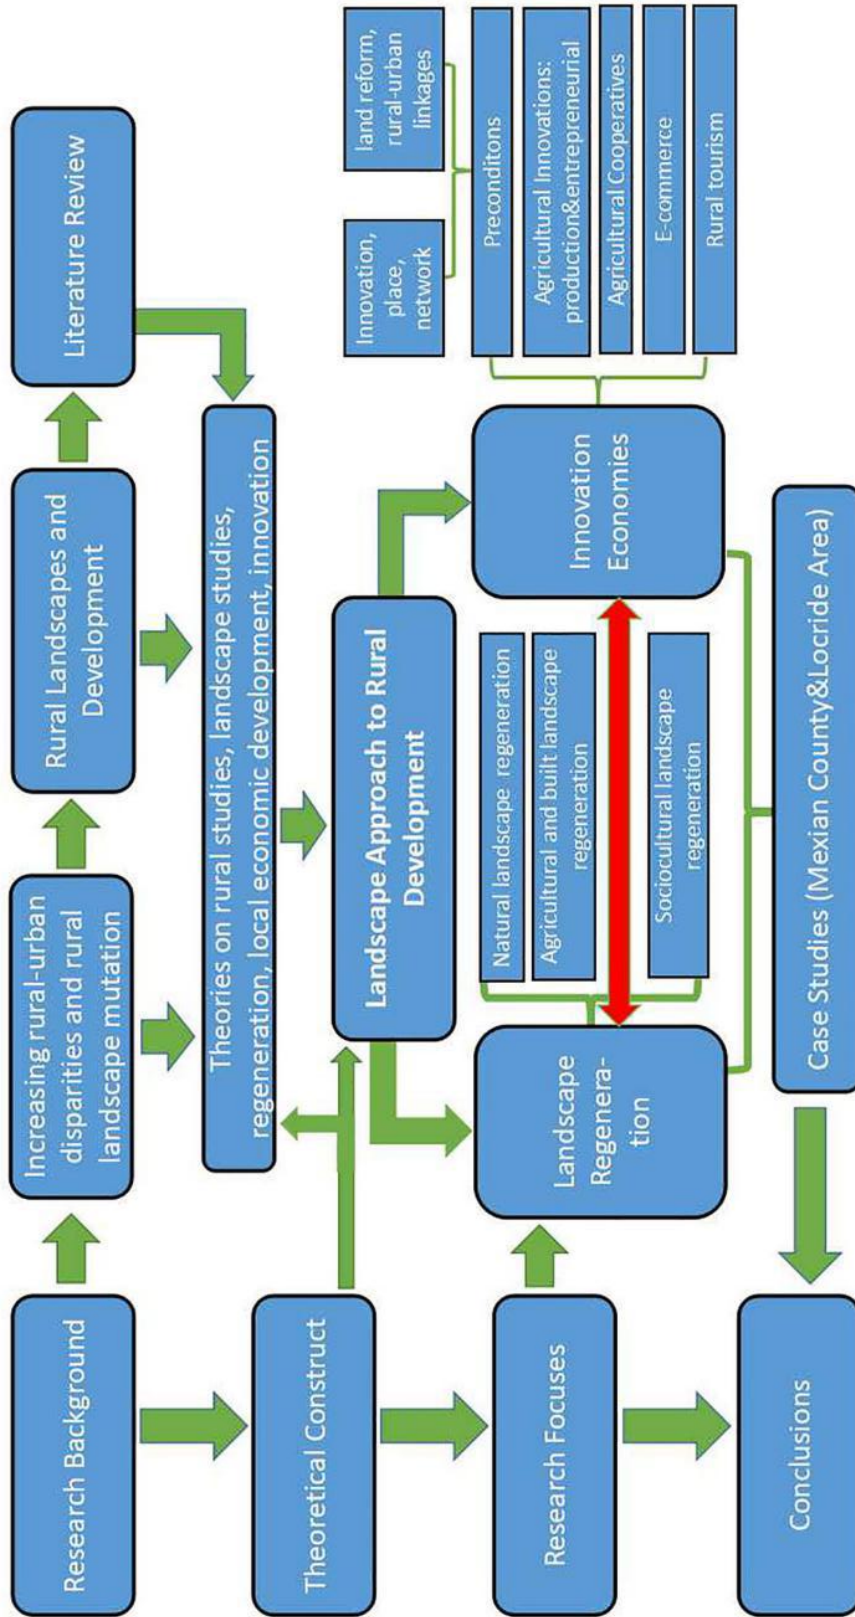 Research Background
Increasing rural-urban
disparities and rural
landscape mutation
Rural Landscapes and
Development
Literature Review
Theoretical Construct
Theories on rural studies, landscape studies,
regeneration, local economic development, innovation
Landscape Approach to Rural
Development
Research Focuses
Landscape
Regenera-
tion
Natural landscape regeneration
Agricultural and built landscape
regeneration
Sociocultural landscape
regeneration
Innovation
Economies
Innovation,
place,
network
land reform,
rural-urban
linkages
Preconditons
Agricultural Innovations:
production&entrepreneurial
Agricultural Cooperatives
E-commerce
Rural tourism
Conclusions
Case Studies (Mexian County&Locride Area)